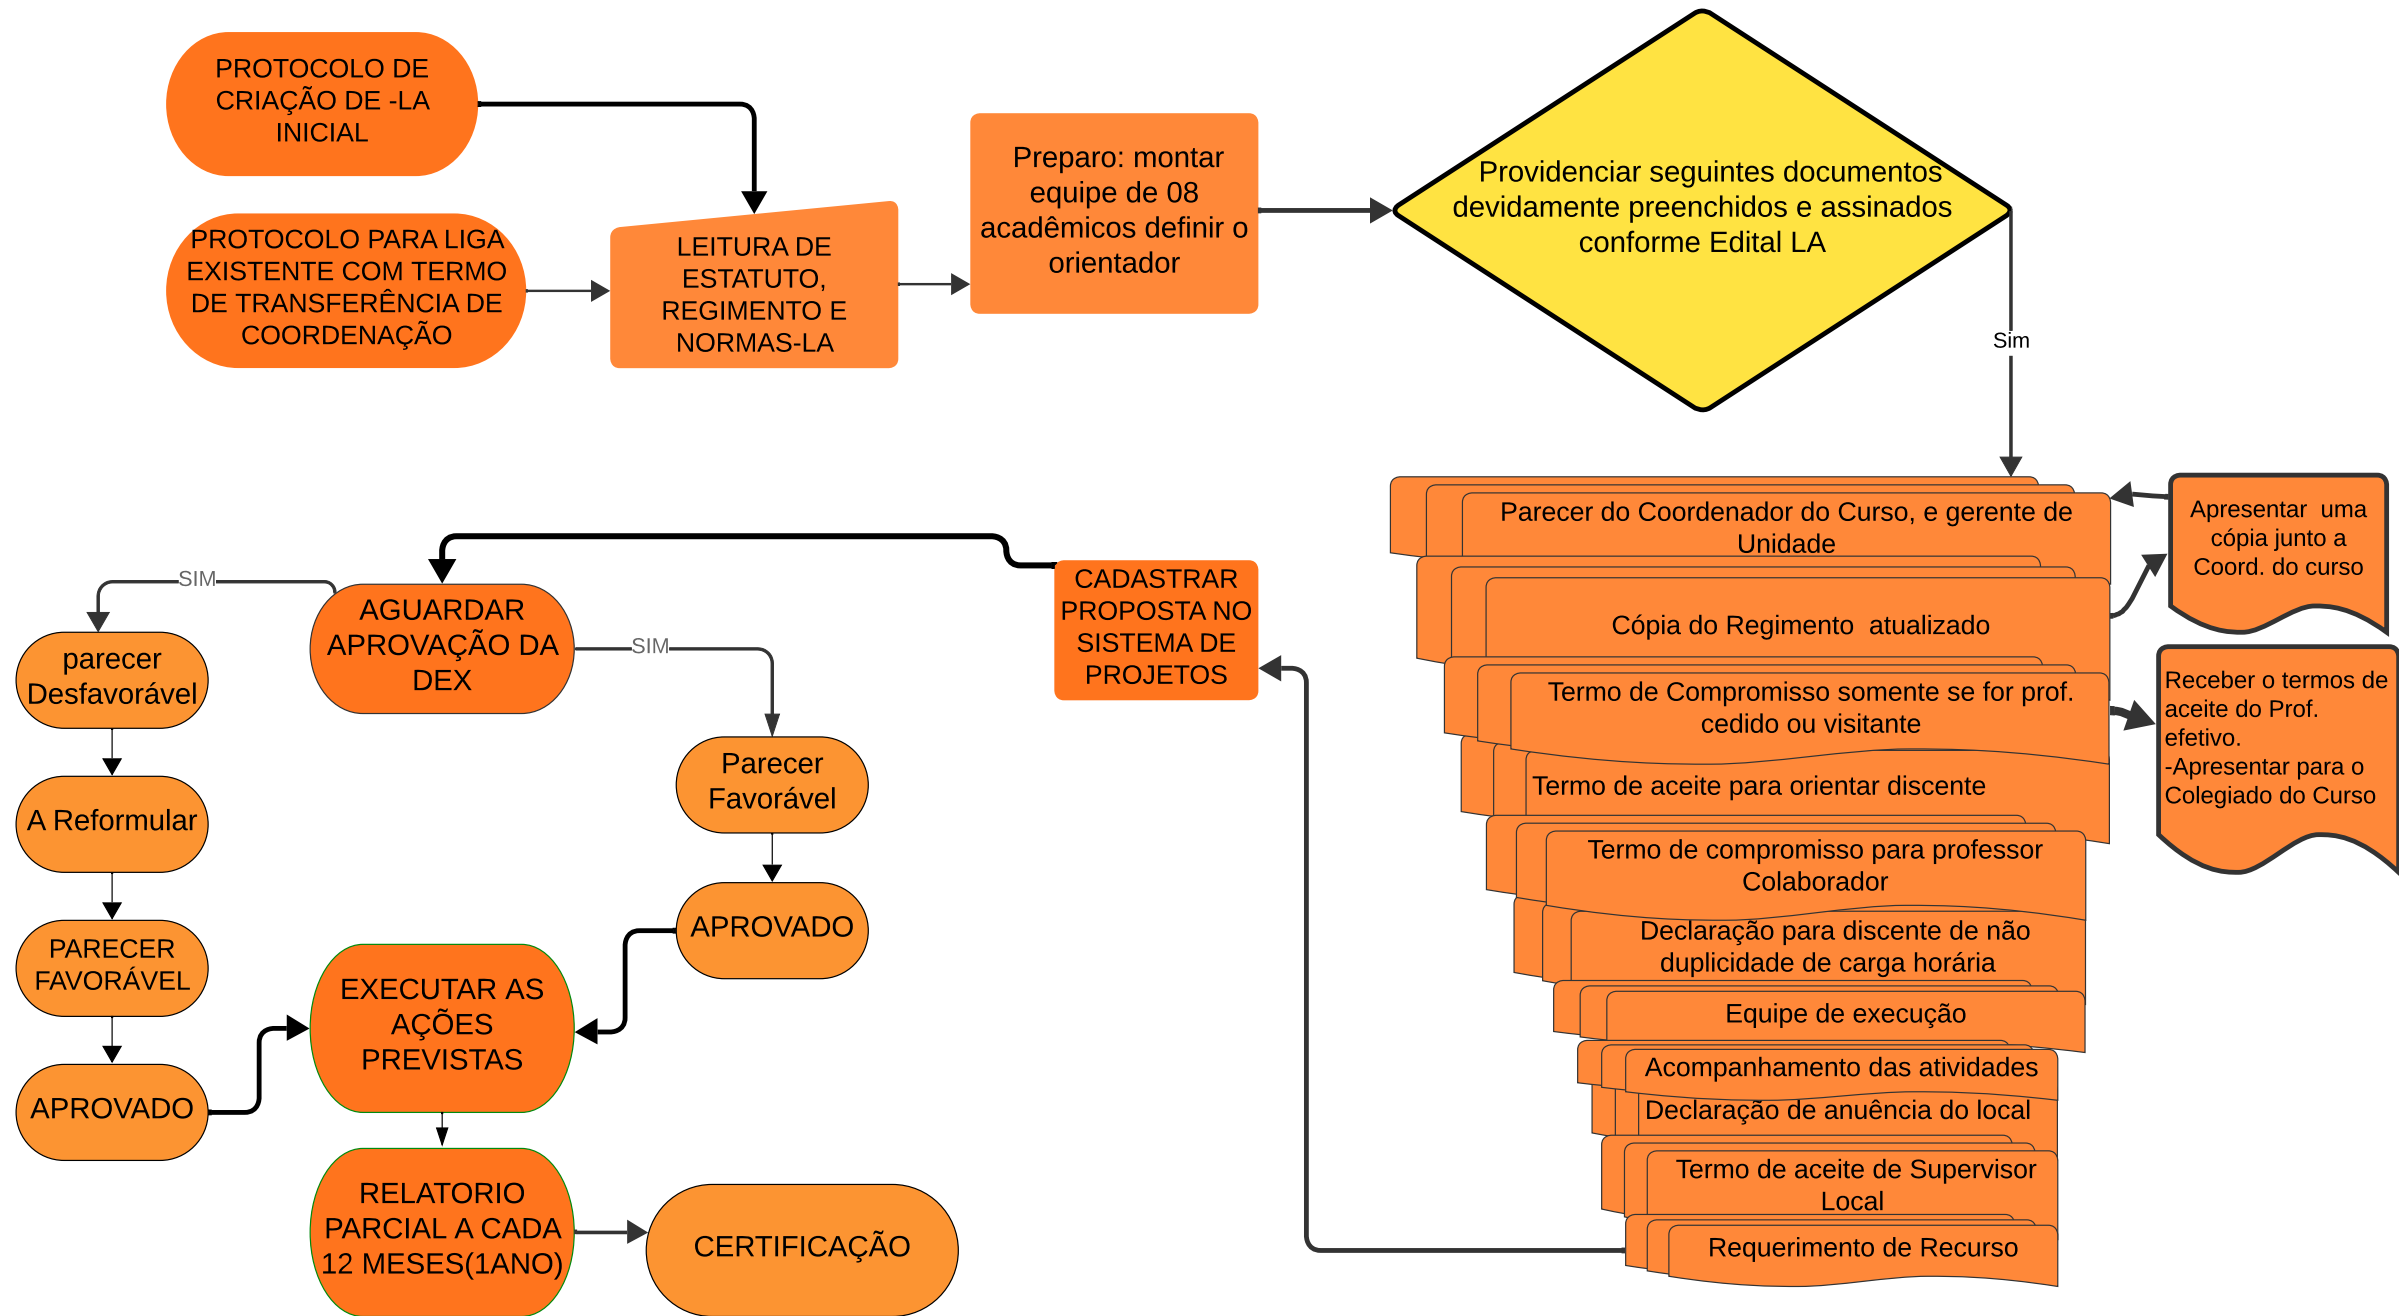 PROTOCOLO DE
CRIAÇÃO DE -LA
INICIAL
PROTOCOLO PARA LIGA
EXISTENTE COM TERMO
DE TRANSFERÊNCIA DE
COORDENAÇÃO
LEITURA DE
ESTATUTO,
REGIMENTO E
NORMAS-LA
Preparo: montar
equipe de 08
acadêmicos definir o
orientador
Providenciar seguintes documentos
devidamente preenchidos e assinados
conforme Edital LA
Sim
Parecer do Coordenador do Curso, e gerente de
Unidade
Cópia do Regimento  atualizado
Termo de Compromisso somente se for prof.
cedido ou visitante
Termo de aceite para orientar discente
Termo de compromisso para professor
Colaborador
Declaração para discente de não
duplicidade de carga horária
Equipe de execução
Acompanhamento das atividades
Declaração de anuência do local
Termo de aceite de Supervisor
Local
Requerimento de Recurso
Apresentar  uma
cópia junto a
Coord. do curso
Receber o termos de
aceite do Prof.
efetivo.
-Apresentar para o
Colegiado do Curso
CADASTRAR
PROPOSTA NO
SISTEMA DE
PROJETOS
AGUARDAR
APROVAÇÃO DA
DEX
SIM
parecer
Desfavorável
A Reformular
PARECER
FAVORÁVEL
APROVADO
SIM
Parecer
Favorável
APROVADO
EXECUTAR AS
AÇÕES
PREVISTAS
RELATORIO
PARCIAL A CADA
12 MESES(1ANO)
CERTIFICAÇÃO